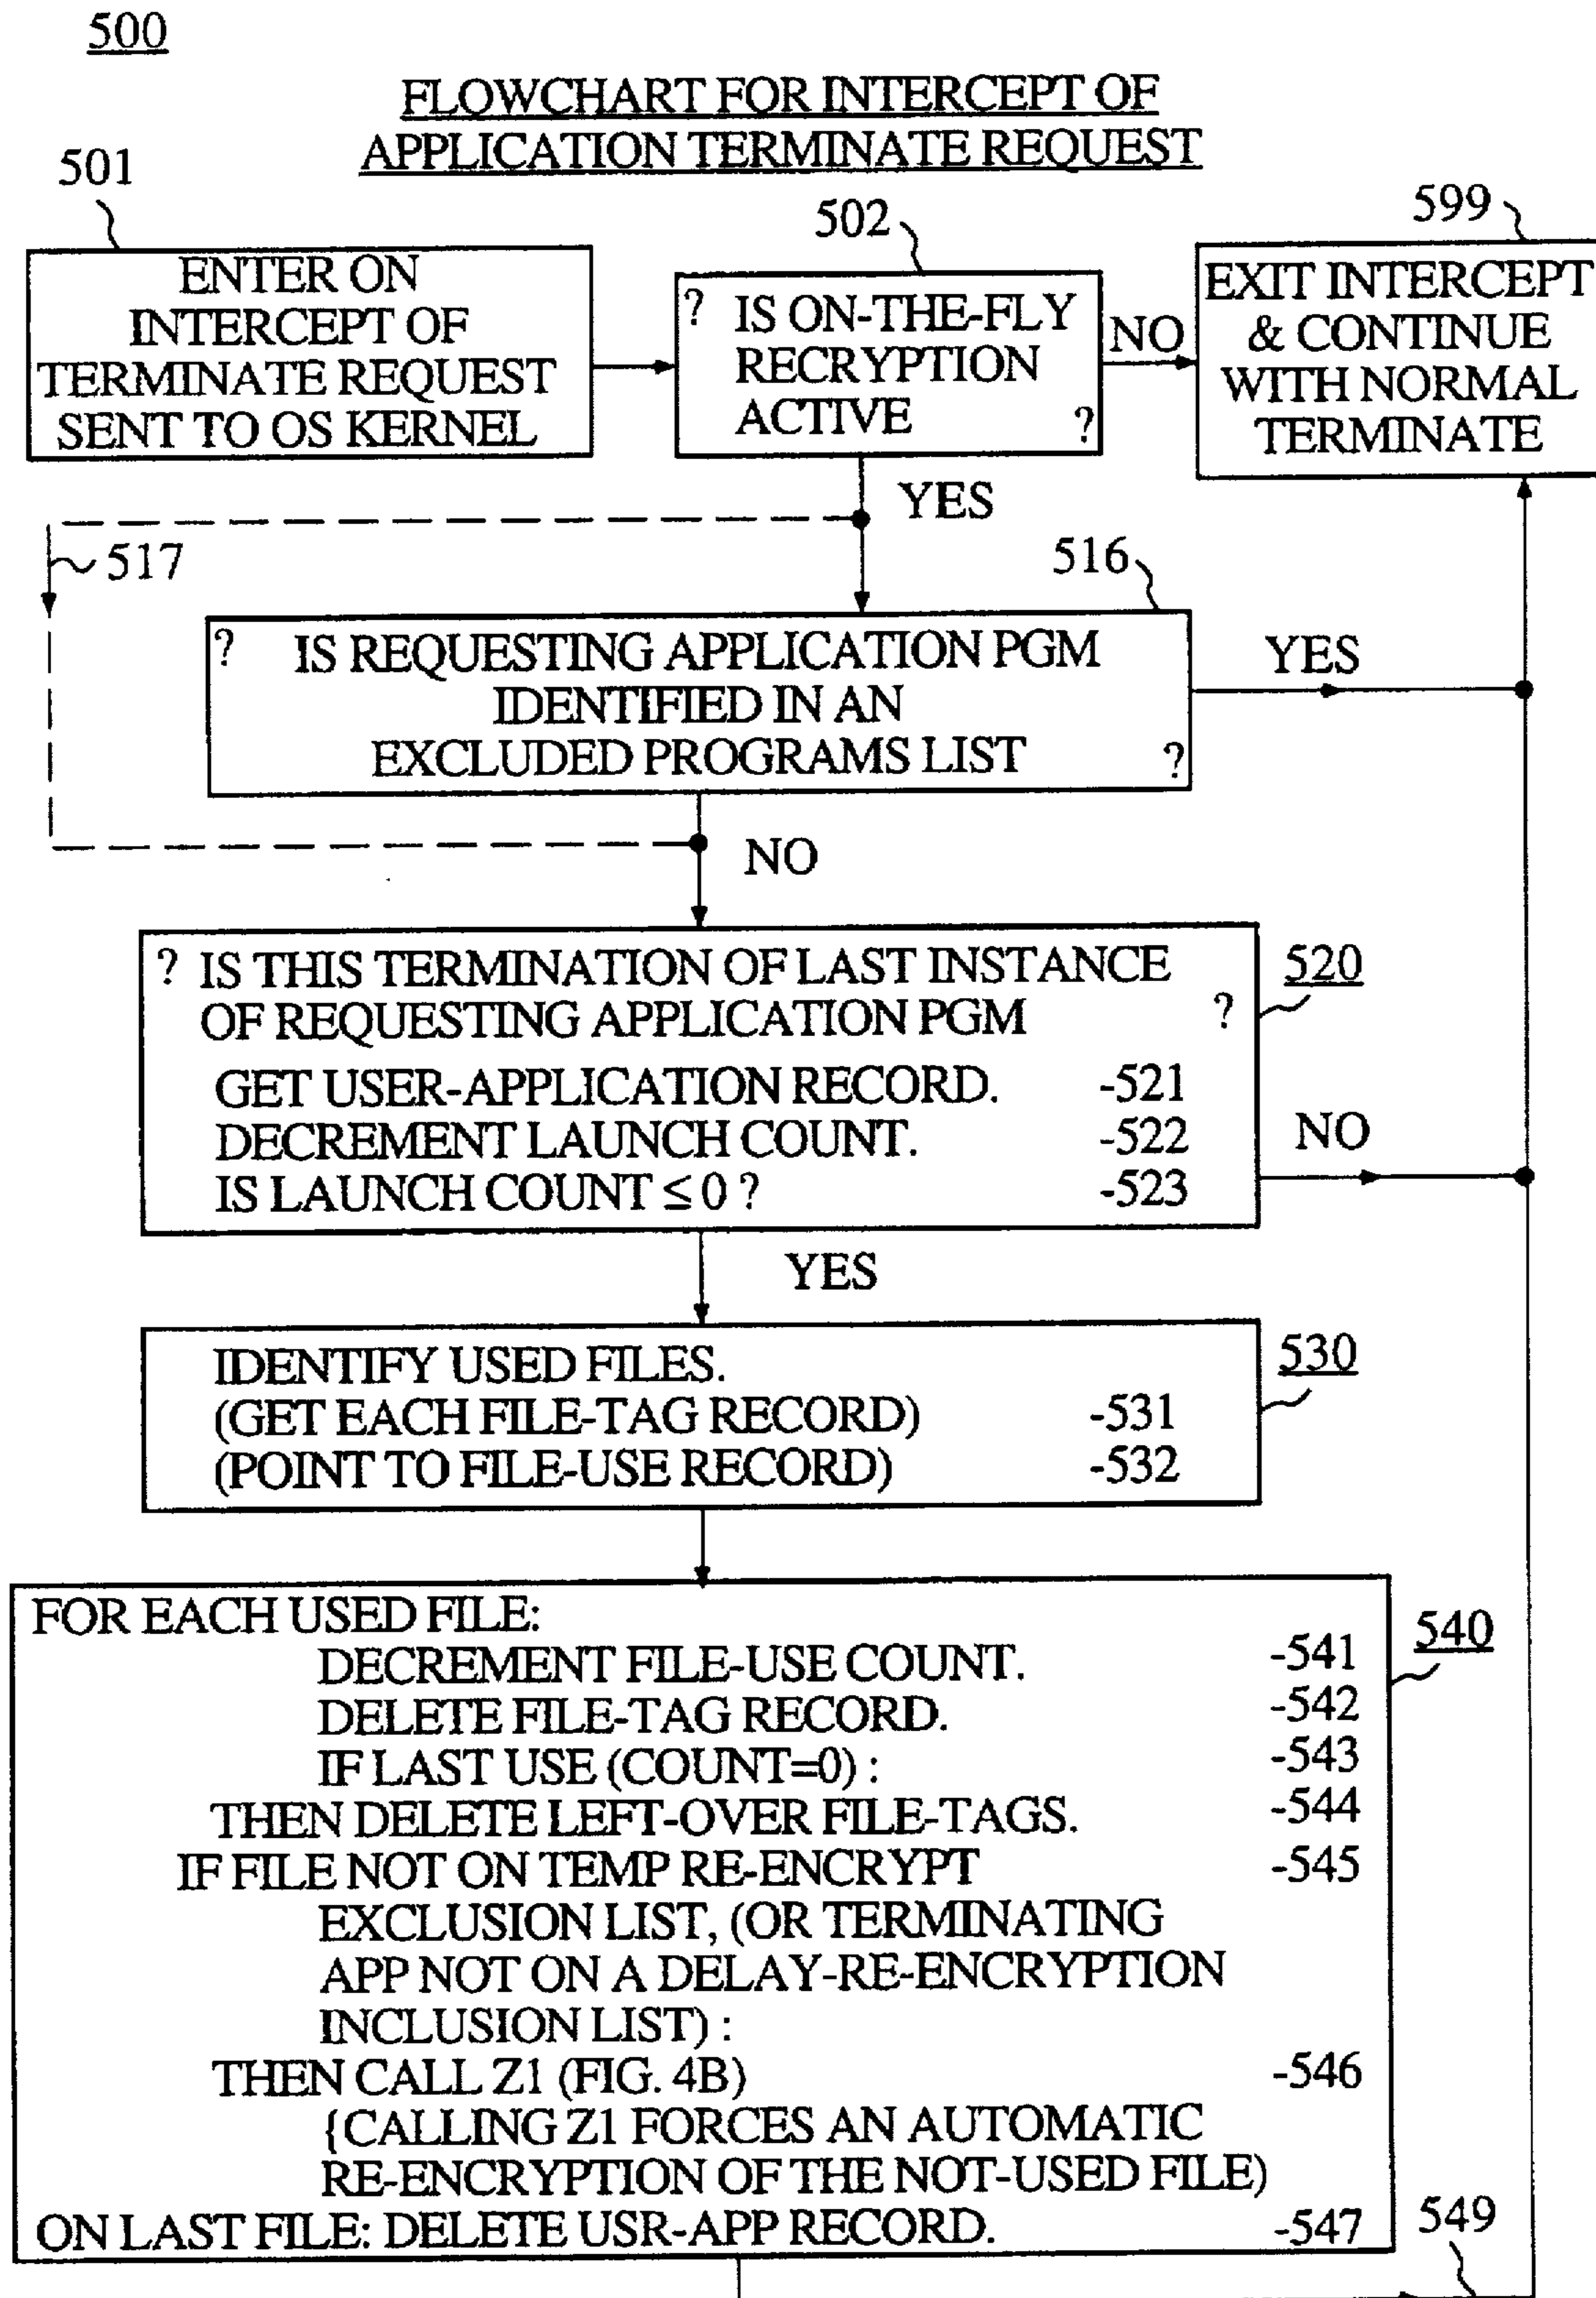 500
FLOWCHART FOR INTERCEPT OF
APPLICATION TERMINATE REQUEST
501
ENTER ON
INTERCEPT OF
TERMINATE REQUEST
SENT TO OS KERNEL
502
? IS ON-THE-FLY
RECRYPTION
ACTIVE ?
NO
599
EXIT INTERCEPT
& CONTINUE
WITH NORMAL
TERMINATE
YES
517
516
? IS REQUESTING APPLICATION PGM
IDENTIFIED IN AN
EXCLUDED PROGRAMS LIST ?
YES
NO
? IS THIS TERMINATION OF LAST INSTANCE
OF REQUESTING APPLICATION PGM ?
520
GET USER-APPLICATION RECORD. -521
DECREMENT LAUNCH COUNT. -522
IS LAUNCH COUNT ≤ 0 ? -523
NO
YES
IDENTIFY USED FILES.
530
(GET EACH FILE-TAG RECORD) -531
(POINT TO FILE-USE RECORD) -532
FOR EACH USED FILE:
540
DECREMENT FILE-USE COUNT. -541
DELETE FILE-TAG RECORD. -542
IF LAST USE (COUNT=0) : -543
THEN DELETE LEFT-OVER FILE-TAGS. -544
IF FILE NOT ON TEMP RE-ENCRYPT -545
EXCLUSION LIST, (OR TERMINATING
APP NOT ON A DELAY-RE-ENCRYPTION
INCLUSION LIST) :
THEN CALL Z1 (FIG. 4B) -546
{CALLING Z1 FORCES AN AUTOMATIC
RE-ENCRYPTION OF THE NOT-USED FILE)
ON LAST FILE: DELETE USR-APP RECORD. -547
549